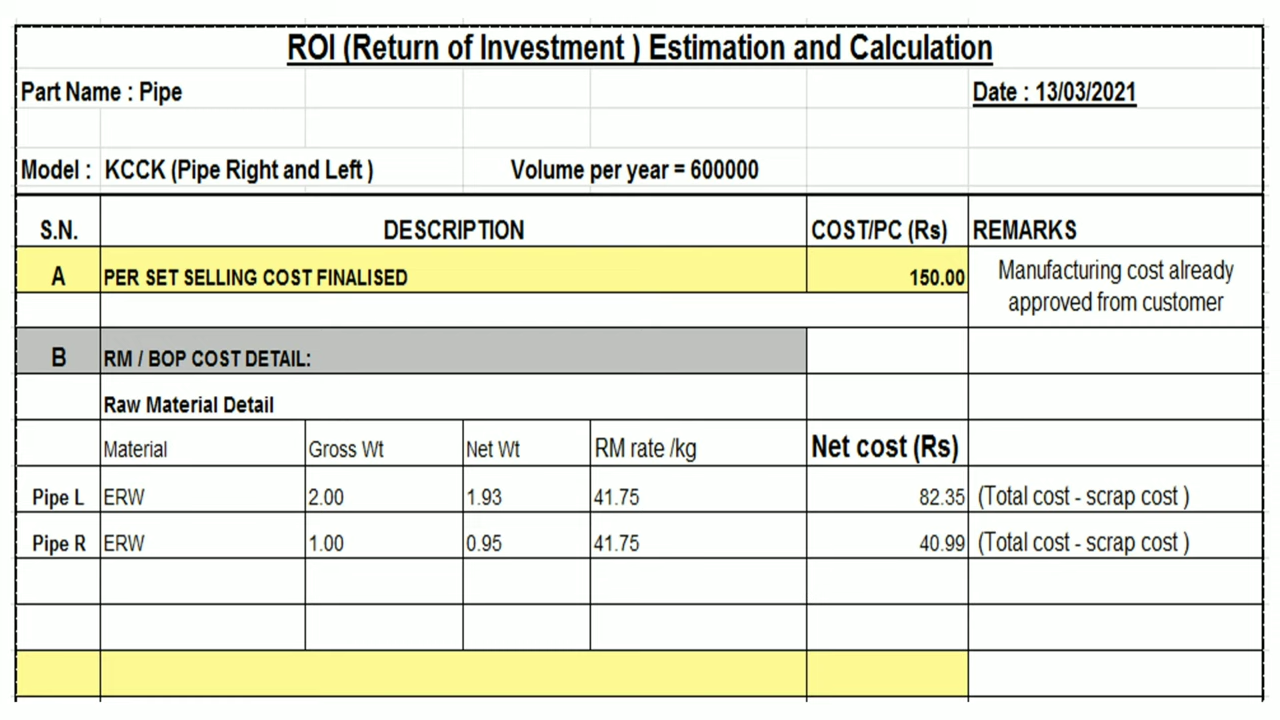 ROI (Return of Investment ) Estimation and Calculation
Part Name : Pipe Date : 13/03/2021
Model : KCCK (Pipe Right and Left ) Volume per year = 600000
S.N. DESCRIPTION COST/PC (Rs) REMARKS
A PER SET SELLING COST FINALISED 150.00 Manufacturing cost already
approved from customer
B RM / BOP COST DETAIL:
Raw Material Detail
Material Gross Wt Net Wt RM rate /kg Net cost (Rs)
Pipe L ERW 2.00 1.93 41.75 82.35 (Total cost - scrap cost )
Pipe R ERW 1.00 0.95 41.75 40.99 (Total cost - scrap cost )